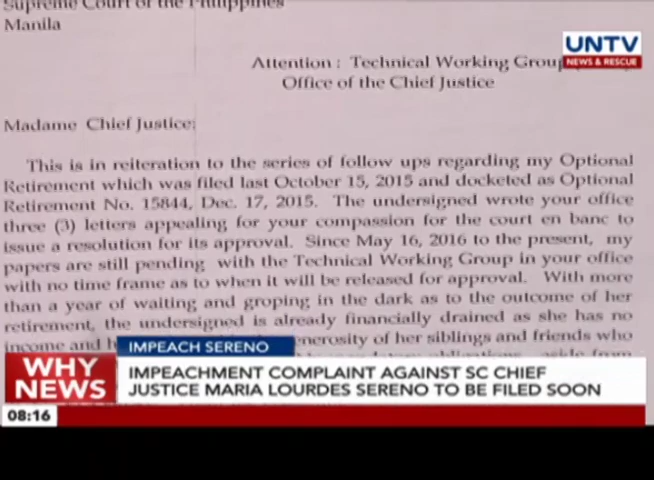 Supreme Court of the Philippines
Manila
UNTV
NEWS & RESCUE
Attention : Technical Working Group
Office of the Chief Justice
Madame Chief Justice:
This is in reiteration to the series of follow ups regarding my Optional
Retirement which was filed last October 15, 2015 and docketed as Optional
Retirement No. 15844, Dec. 17, 2015. The undersigned wrote your office
three (3) letters appealing for your compassion for the court en banc to
issue a resolution for its approval. Since May 16, 2016 to the present, my
papers are still pending with the Technical Working Group in your office
with no time frame as to when it will be released for approval. With more
than a year of waiting and groping in the dark as to the outcome of her
retirement, the undersigned is already financially drained as she has no
income and of her siblings and friends who
aside from
IMPEACH SERENO
WHY
NEWS
IMPEACHMENT COMPLAINT AGAINST SC CHIEF
JUSTICE MARIA LOURDES SERENO TO BE FILED SOON
08:16